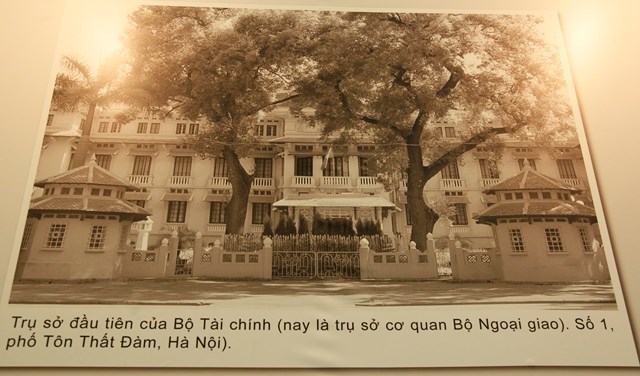 Trụ sở đầu tiên của Bộ Tài chính (nay là trụ sở cơ quan Bộ Ngoại giao). Số 1,
phố Tôn Thất Đàm, Hà Nội).